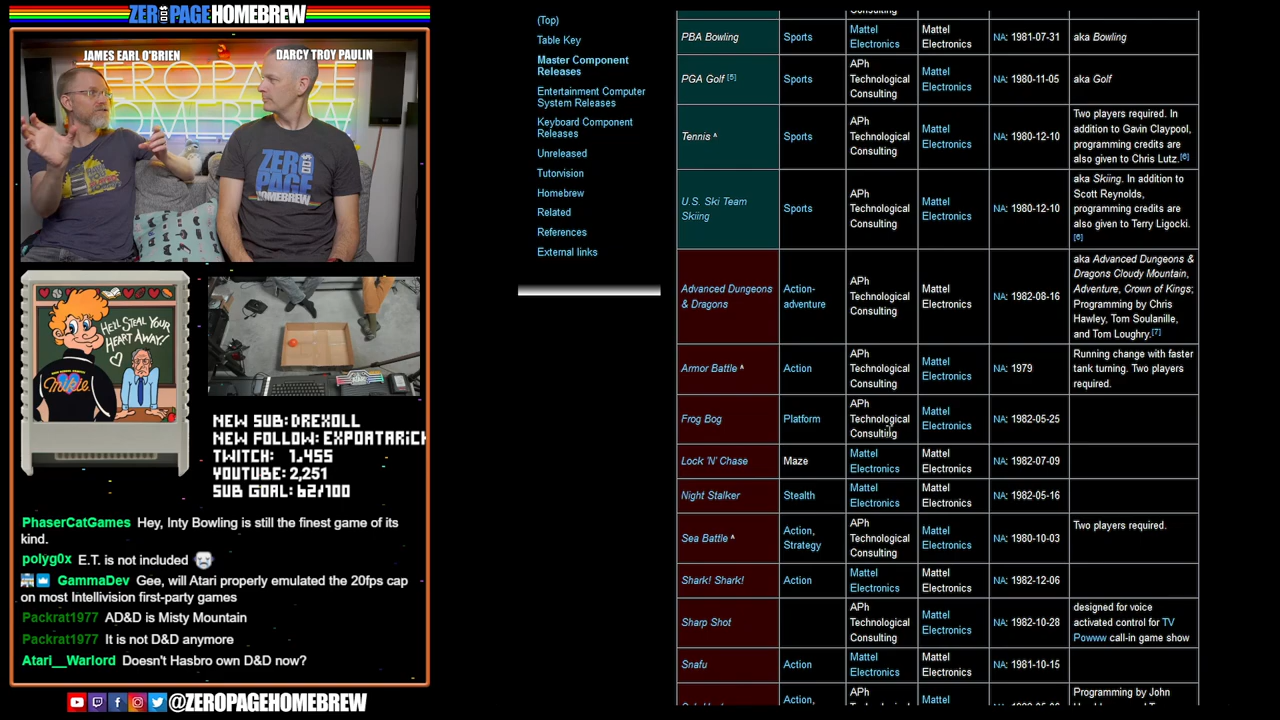 ZERO PAGE HOMEBREW
JAMES EARL O'BRIEN
DARCY TROY PAULIN
ZERO PAGE
HOMEBREW
HE'LL STEAL YOUR
HEART AWAY!
Mikie
NEW SUB: DREXOLL
NEW FOLLOW: EXPOATARICH
TWITCH: 1,455
YOUTUBE: 2,251
SUB GOAL: 62/100
PhaserCatGames Hey, Inty Bowling is still the finest game of its
kind.
polyg0x E.T. is not included
GammaDev Gee, will Atari properly emulated the 20fps cap
on most Intellivision first-party games
Packrat1977 AD&D is Misty Mountain
Packrat1977 It is not D&D anymore
Atari__Warlord Doesn't Hasbro own D&D now?
@ZEROPAGEHOMEBREW
(Top)
Table Key
Master Component
Releases
Entertainment Computer
System Releases
Keyboard Component
Releases
Unreleased
Tutorvision
Homebrew
Related
References
External links
Consulting
PBA Bowling Sports Mattel Electronics Mattel Electronics NA: 1981-07-31 aka Bowling
PGA Golf [5] Sports APh Technological Consulting Mattel Electronics NA: 1980-11-05 aka Golf
Tennis ^ Sports APh Technological Consulting Mattel Electronics NA: 1980-12-10 Two players required. In addition to Gavin Claypool, programming credits are also given to Chris Lutz.[6]
U.S. Ski Team Skiing Sports APh Technological Consulting Mattel Electronics NA: 1980-12-10 aka Skiing. In addition to Scott Reynolds, programming credits are also given to Terry Ligocki.[6]
Advanced Dungeons & Dragons Action-adventure APh Technological Consulting Mattel Electronics NA: 1982-08-16 aka Advanced Dungeons & Dragons Cloudy Mountain, Adventure, Crown of Kings; Programming by Chris Hawley, Tom Soulanille, and Tom Loughry.[7]
Armor Battle ^ Action APh Technological Consulting Mattel Electronics NA: 1979 Running change with faster tank turning. Two players required.
Frog Bog Platform APh Technological Consulting Mattel Electronics NA: 1982-05-25
Lock 'N' Chase Maze Mattel Electronics Mattel Electronics NA: 1982-07-09
Night Stalker Stealth Mattel Electronics Mattel Electronics NA: 1982-05-16
Sea Battle ^ Action, Strategy APh Technological Consulting Mattel Electronics NA: 1980-10-03 Two players required.
Shark! Shark! Action Mattel Electronics Mattel Electronics NA: 1982-12-06
Sharp Shot APh Technological Consulting Mattel Electronics NA: 1982-10-28 designed for voice activated control for TV Powww call-in game show
Snafu Action Mattel Electronics Mattel Electronics NA: 1981-10-15
Action, APh Mattel Programming by John